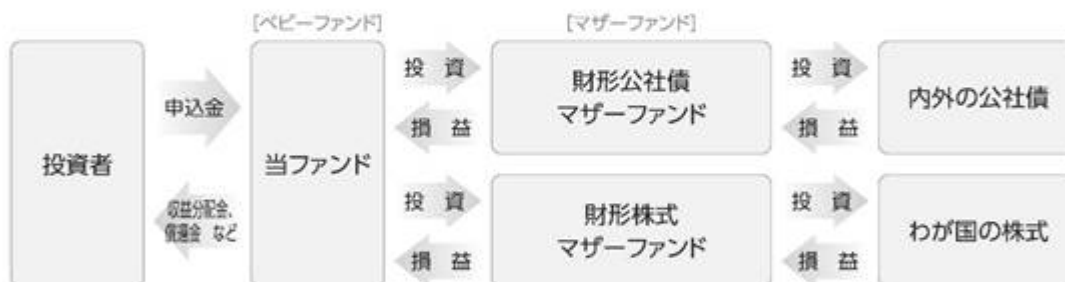 [ベビーファンド]
[マザーファンド]
投資者
申込金
収益分配金、
償還金 など
当ファンド
投 資
損 益
財形公社債
マザーファンド
投 資
損 益
内外の公社債
投 資
損 益
財形株式
マザーファンド
投 資
損 益
わが国の株式